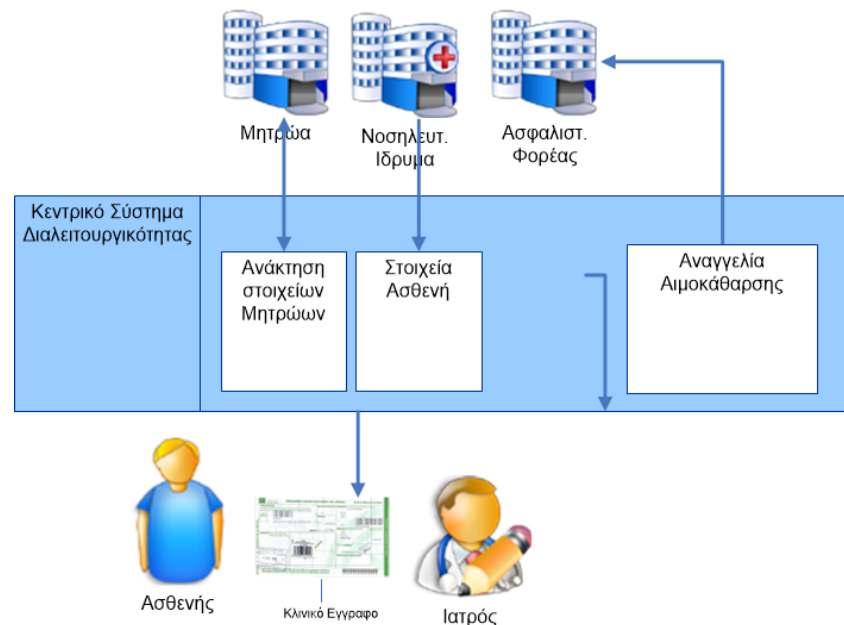 Μητρώα
Νοσηλευτ.
Ιδρυμα
Ασφαλιστ.
Φορέας
Κεντρικό Σύστημα
Διαλειτουργικότητας
Ανάκτηση
στοιχείων
Μητρώων
Στοιχεία
Ασθενή
Αναγγελία
Αιμοκάθαρσης
Ασθενής
Κλινικό Εγγραφο
Ιατρός